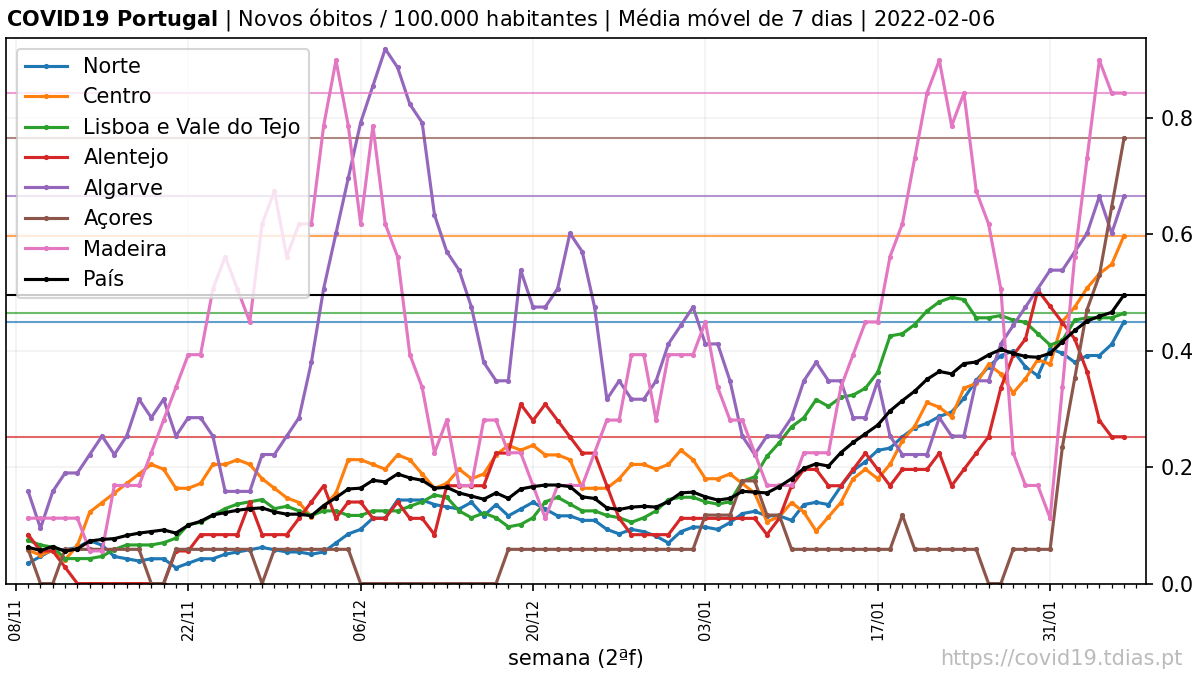 COVID19 Portugal | Novos óbitos / 100.000 habitantes | Média móvel de 7 dias | 2022-02-06
Norte
Centro
Lisboa e Vale do Tejo
Alentejo
Algarve
Açores
Madeira
País
0.8
0.6
0.4
0.2
0.0
08/11
22/11
06/12
20/12
03/01
17/01
31/01
semana (2ªf)
https://covid19.tdias.pt